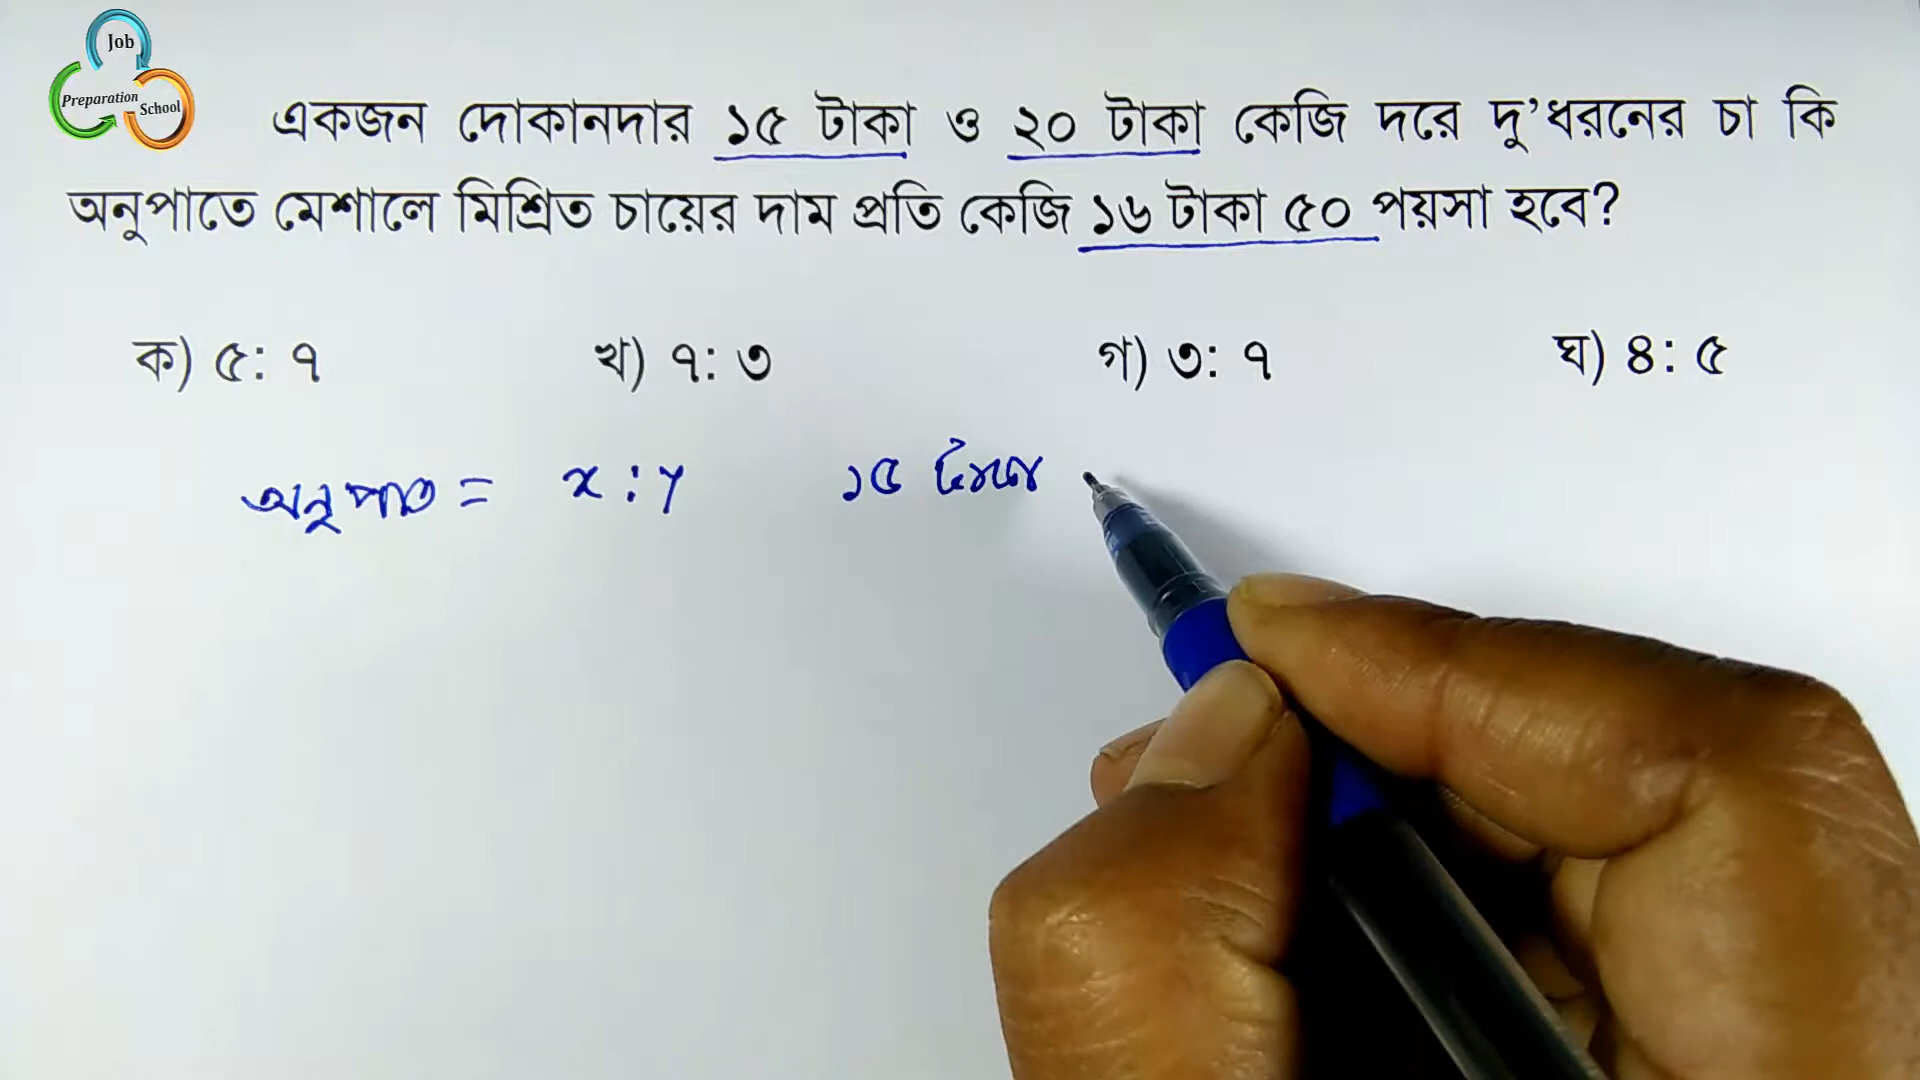 Job
Preparation
School
একজন দোকানদার ১৫ টাকা ও ২০ টাকা কেজি দরে দু’ধরনের চা কি
অনুপাতে মেশালে মিশ্রিত চায়ের দাম প্রতি কেজি ১৬ টাকা ৫০ পয়সা হবে?
ক) ৫: ৭ খ) ৭: ৩ গ) ৩: ৭ ঘ) ৪: ৫
অনুপাত = x : y ১৫